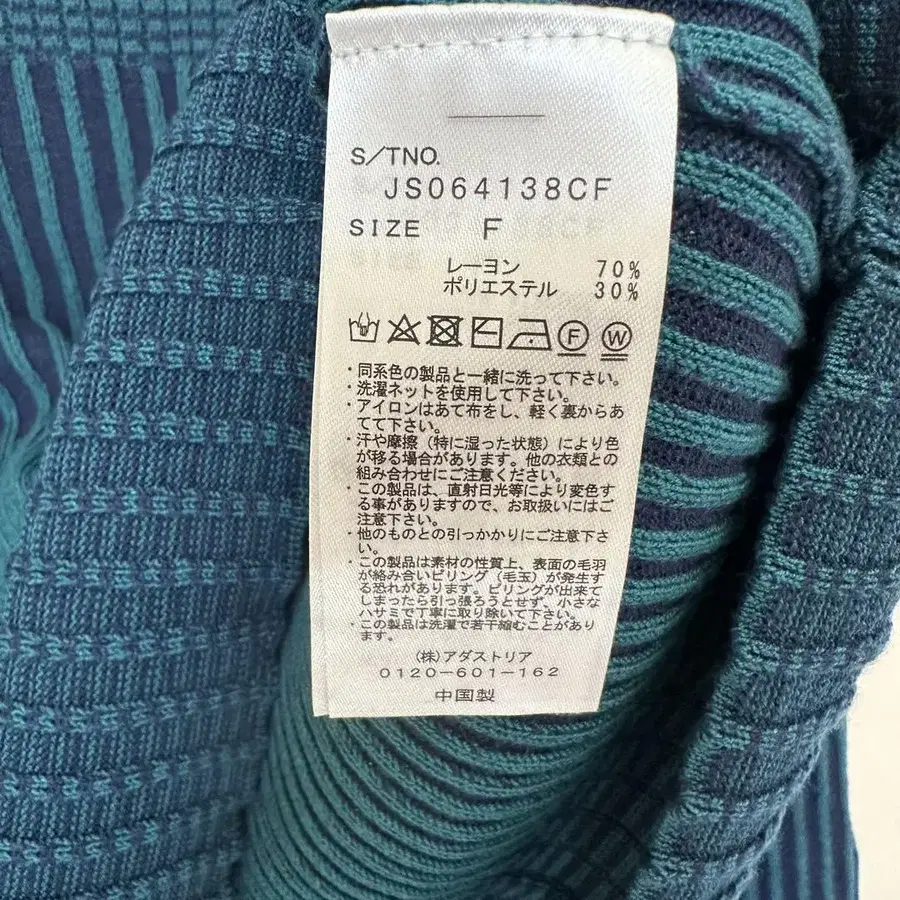 S/TNO.
JS064138CF
SIZE F
レーヨン 70%
ポリエステル 30%
F W
・同系色の製品と一緒に洗って下さい。
・洗濯ネットを使用して下さい。
・アイロンはあて布をし、軽く裏からあ
てて下さい。
・汗や摩擦（特に湿った状態）により色
が移る場合があります。他の衣類との
組み合わせにご注意ください。
・この製品は、直射日光等により変色す
る事がありますので、お取扱いにはご
注意下さい。
・他のものとの引っかかりにご注意下さ
い。
・この製品は素材の性質上、表面の毛羽
が絡み合いピリング（毛玉）が発生す
る恐れがあります。ピリングが出来て
しまったら引っ張ろうとせず、小さな
ハサミで丁寧に取り除いて下さい。
・この製品は洗濯で若干縮むことがあり
ます。
（株）アダストリア
0120-601-162
中国製